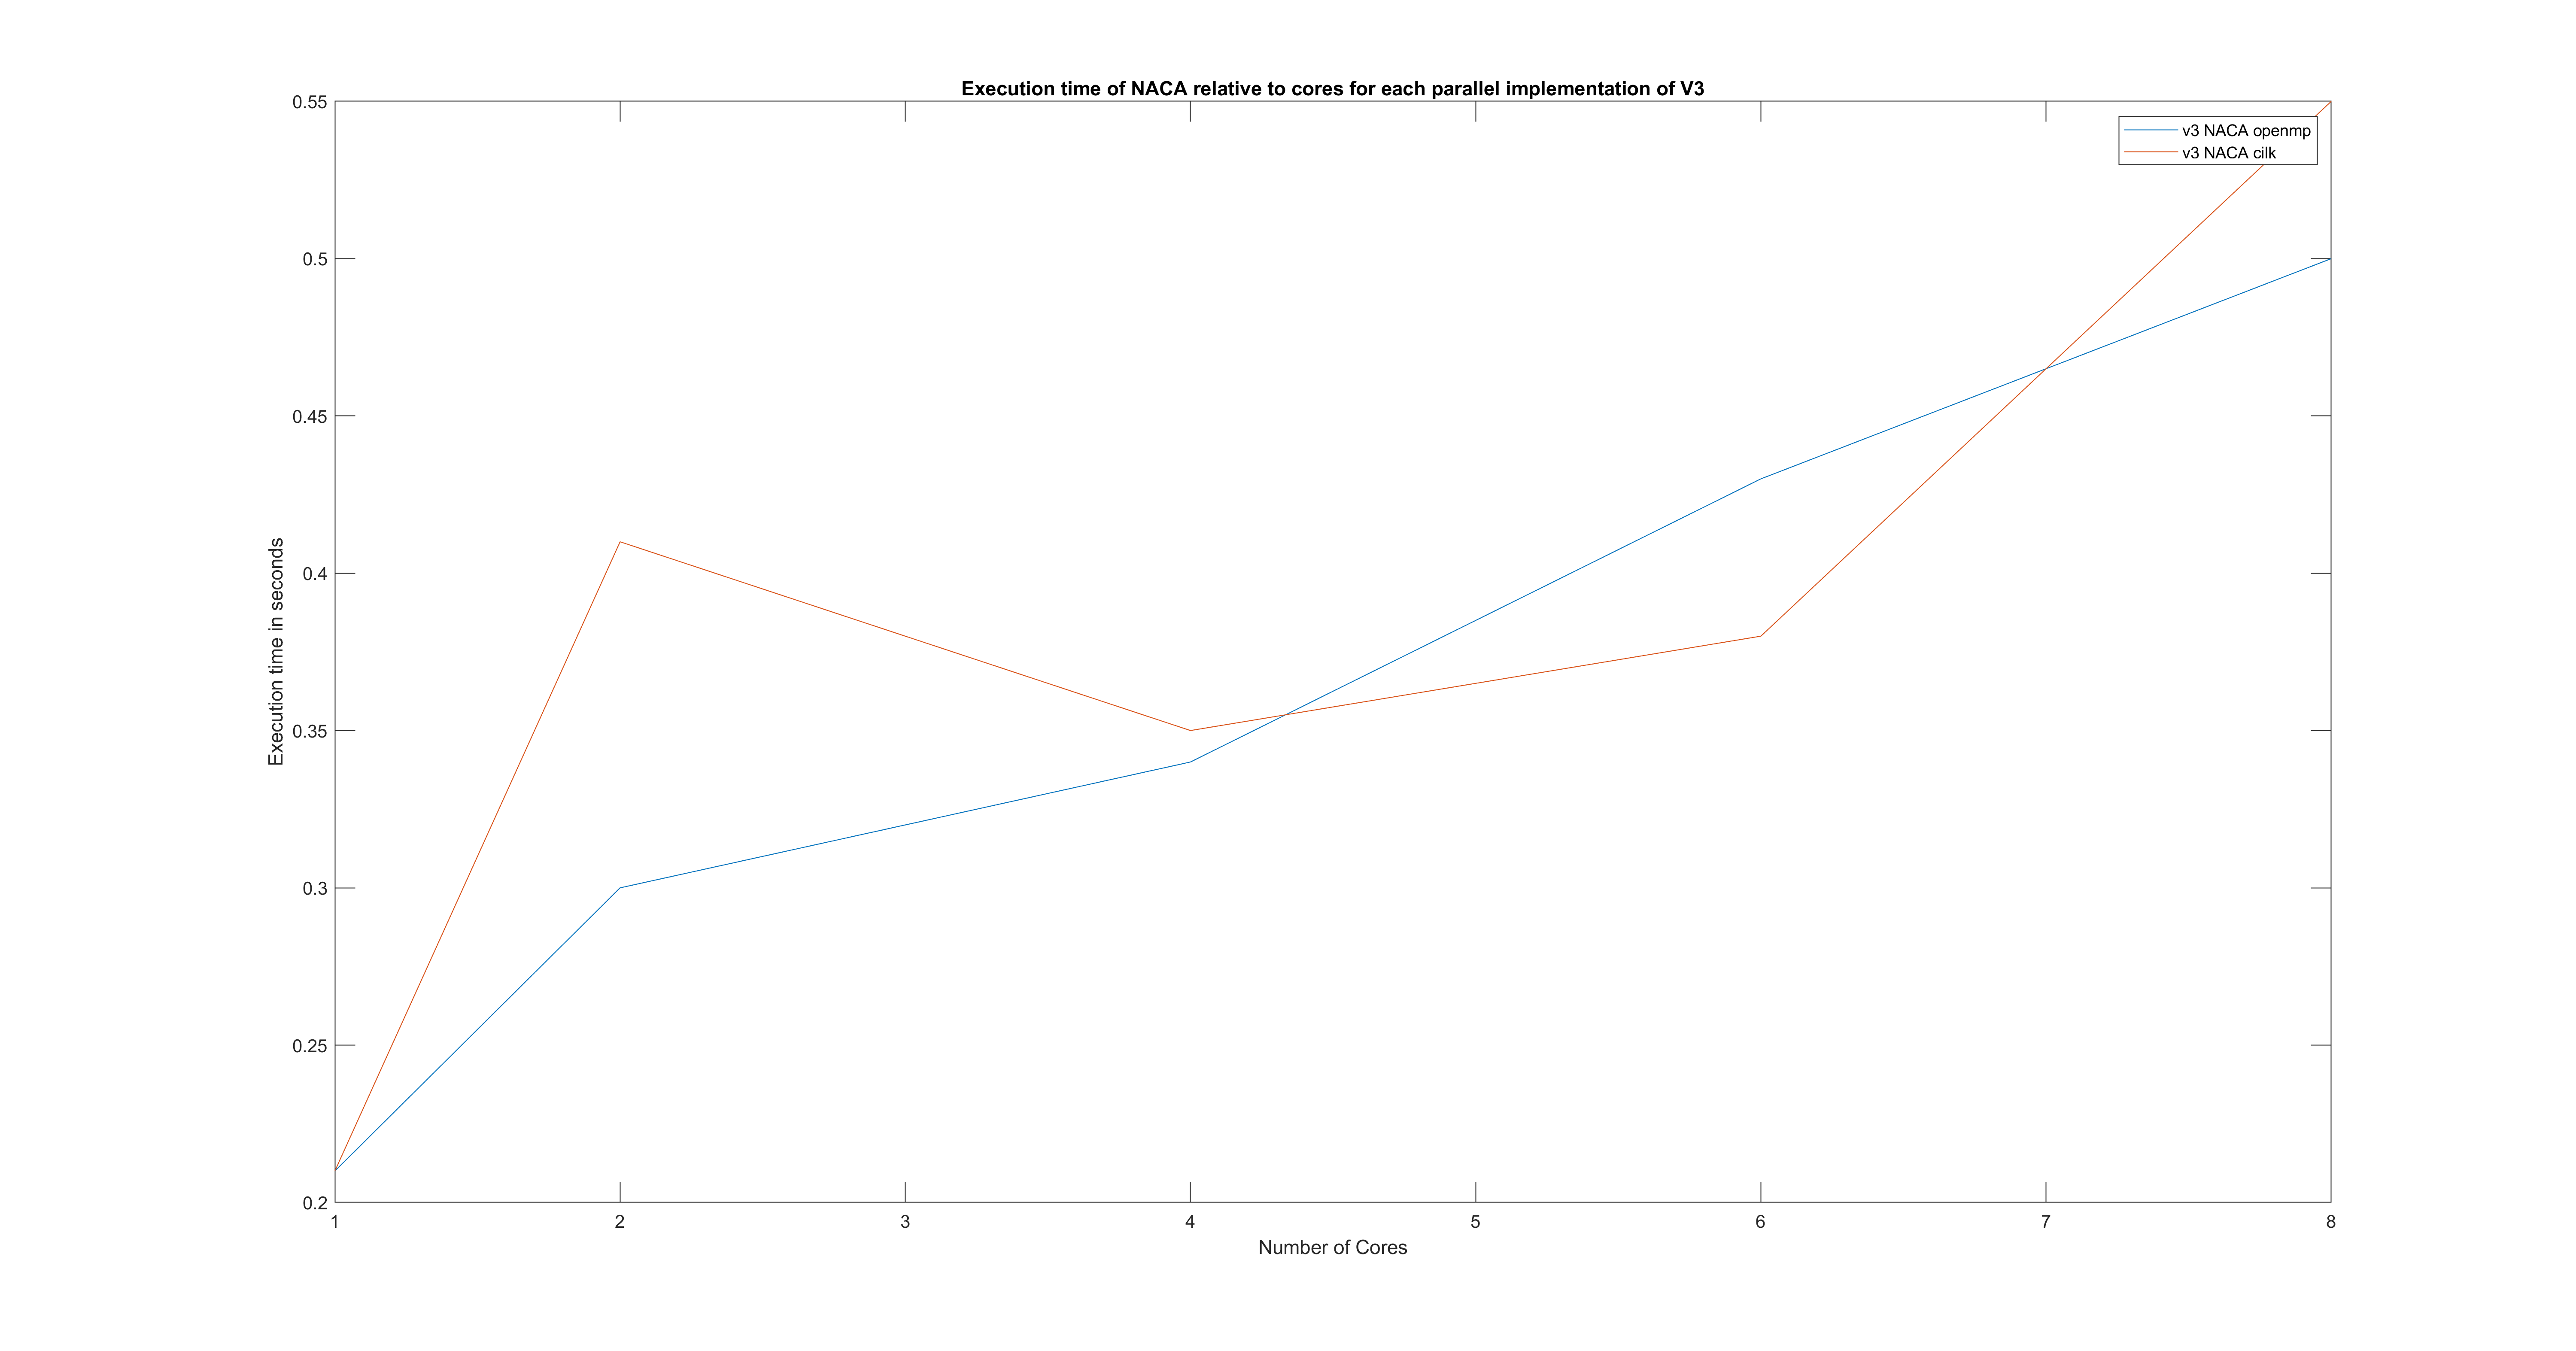 Execution time of NACA relative to cores for each parallel implementation of V3
0.55
v3 NACA openmp
v3 NACA cilk
0.5
0.45
0.4
Execution time in seconds
0.35
0.3
0.25
0.2
1 2 3 4 5 6 7 8
Number of Cores